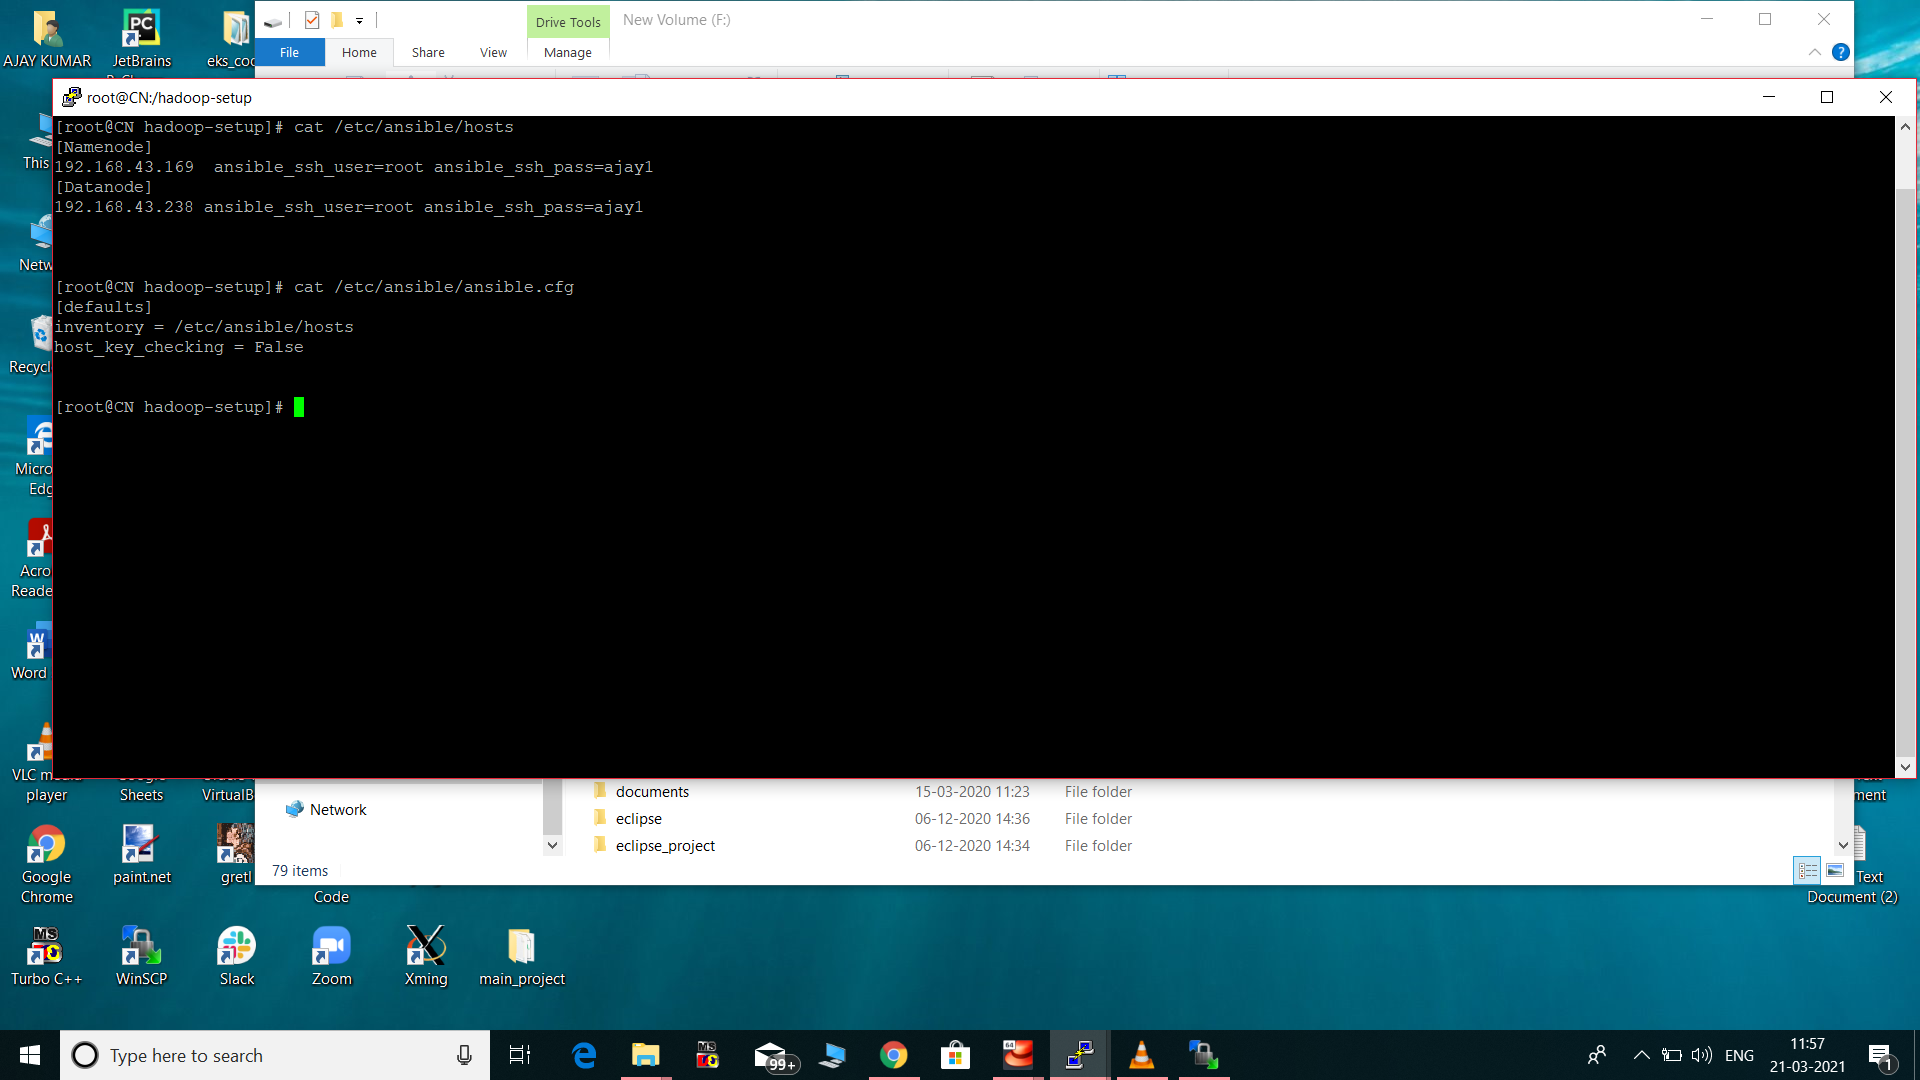 AJAY KUMAR
JetBrains
eks_coo
Drive Tools
New Volume (F:)
File
Home
Share
View
Manage
root@CN:/hadoop-setup
[root@CN hadoop-setup]# cat /etc/ansible/hosts
[Namenode]
192.168.43.169  ansible_ssh_user=root ansible_ssh_pass=ajay1
[Datanode]
192.168.43.238 ansible_ssh_user=root ansible_ssh_pass=ajay1
[root@CN hadoop-setup]# cat /etc/ansible/ansible.cfg
[defaults]
inventory = /etc/ansible/hosts
host_key_checking = False
[root@CN hadoop-setup]#
This
Netw
Recycl
Micro
Edg
Acro
Reade
Word
VLC me
player
Sheets
VirtualB
Network
documents 15-03-2020 11:23 File folder
eclipse 06-12-2020 14:36 File folder
eclipse_project 06-12-2020 14:34 File folder
79 items
ment
Google
Chrome
paint.net
gretl
Code
Text
Document (2)
Turbo C++
WinSCP
Slack
Zoom
Xming
main_project
Type here to search
99+
64
ENG
11:57
21-03-2021
1